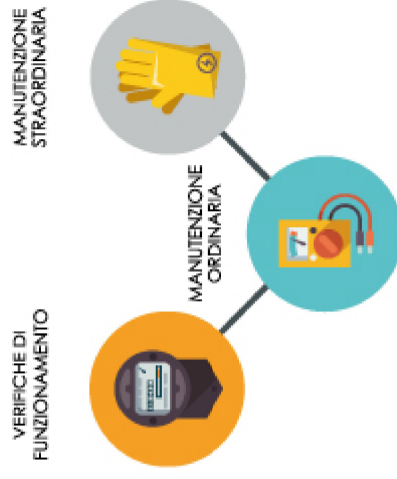 VERIFICHE DI
FUNZIONAMENTO
MANUTENZIONE
ORDINARIA
MANUTENZIONE
STRAORDINARIA